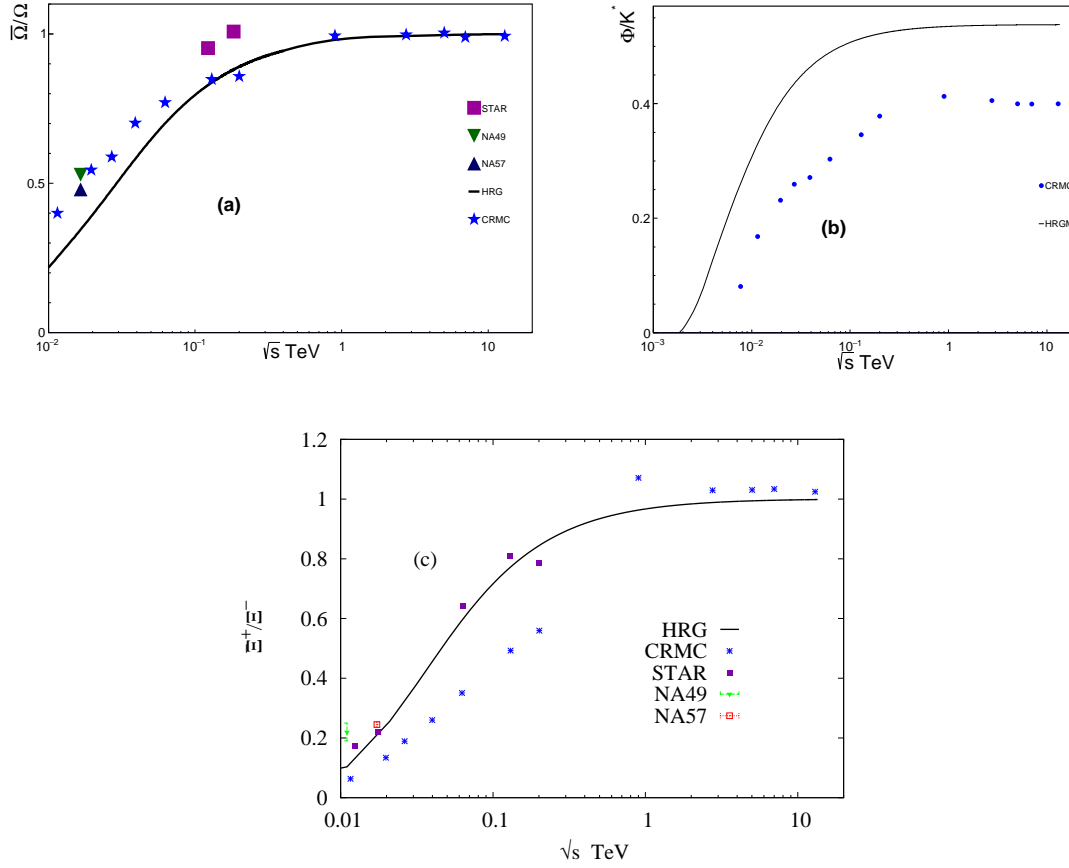 Ω̅/Ω
1
0.5
0
STAR
NA49
NA57
HRG
CRMC
(a)
10⁻² 10⁻¹ 1 10
√s TeV
Φ/K*
0.4
0.2
0
CRMC
HRGM
(b)
10⁻³ 10⁻² 10⁻¹ 1 10
√s TeV
Ξ⁺/Ξ⁻
1.2
1
0.8
0.6
0.4
0.2
0
(c)
HRG
CRMC
STAR
NA49
NA57
0.01 0.1 1 10
√s TeV